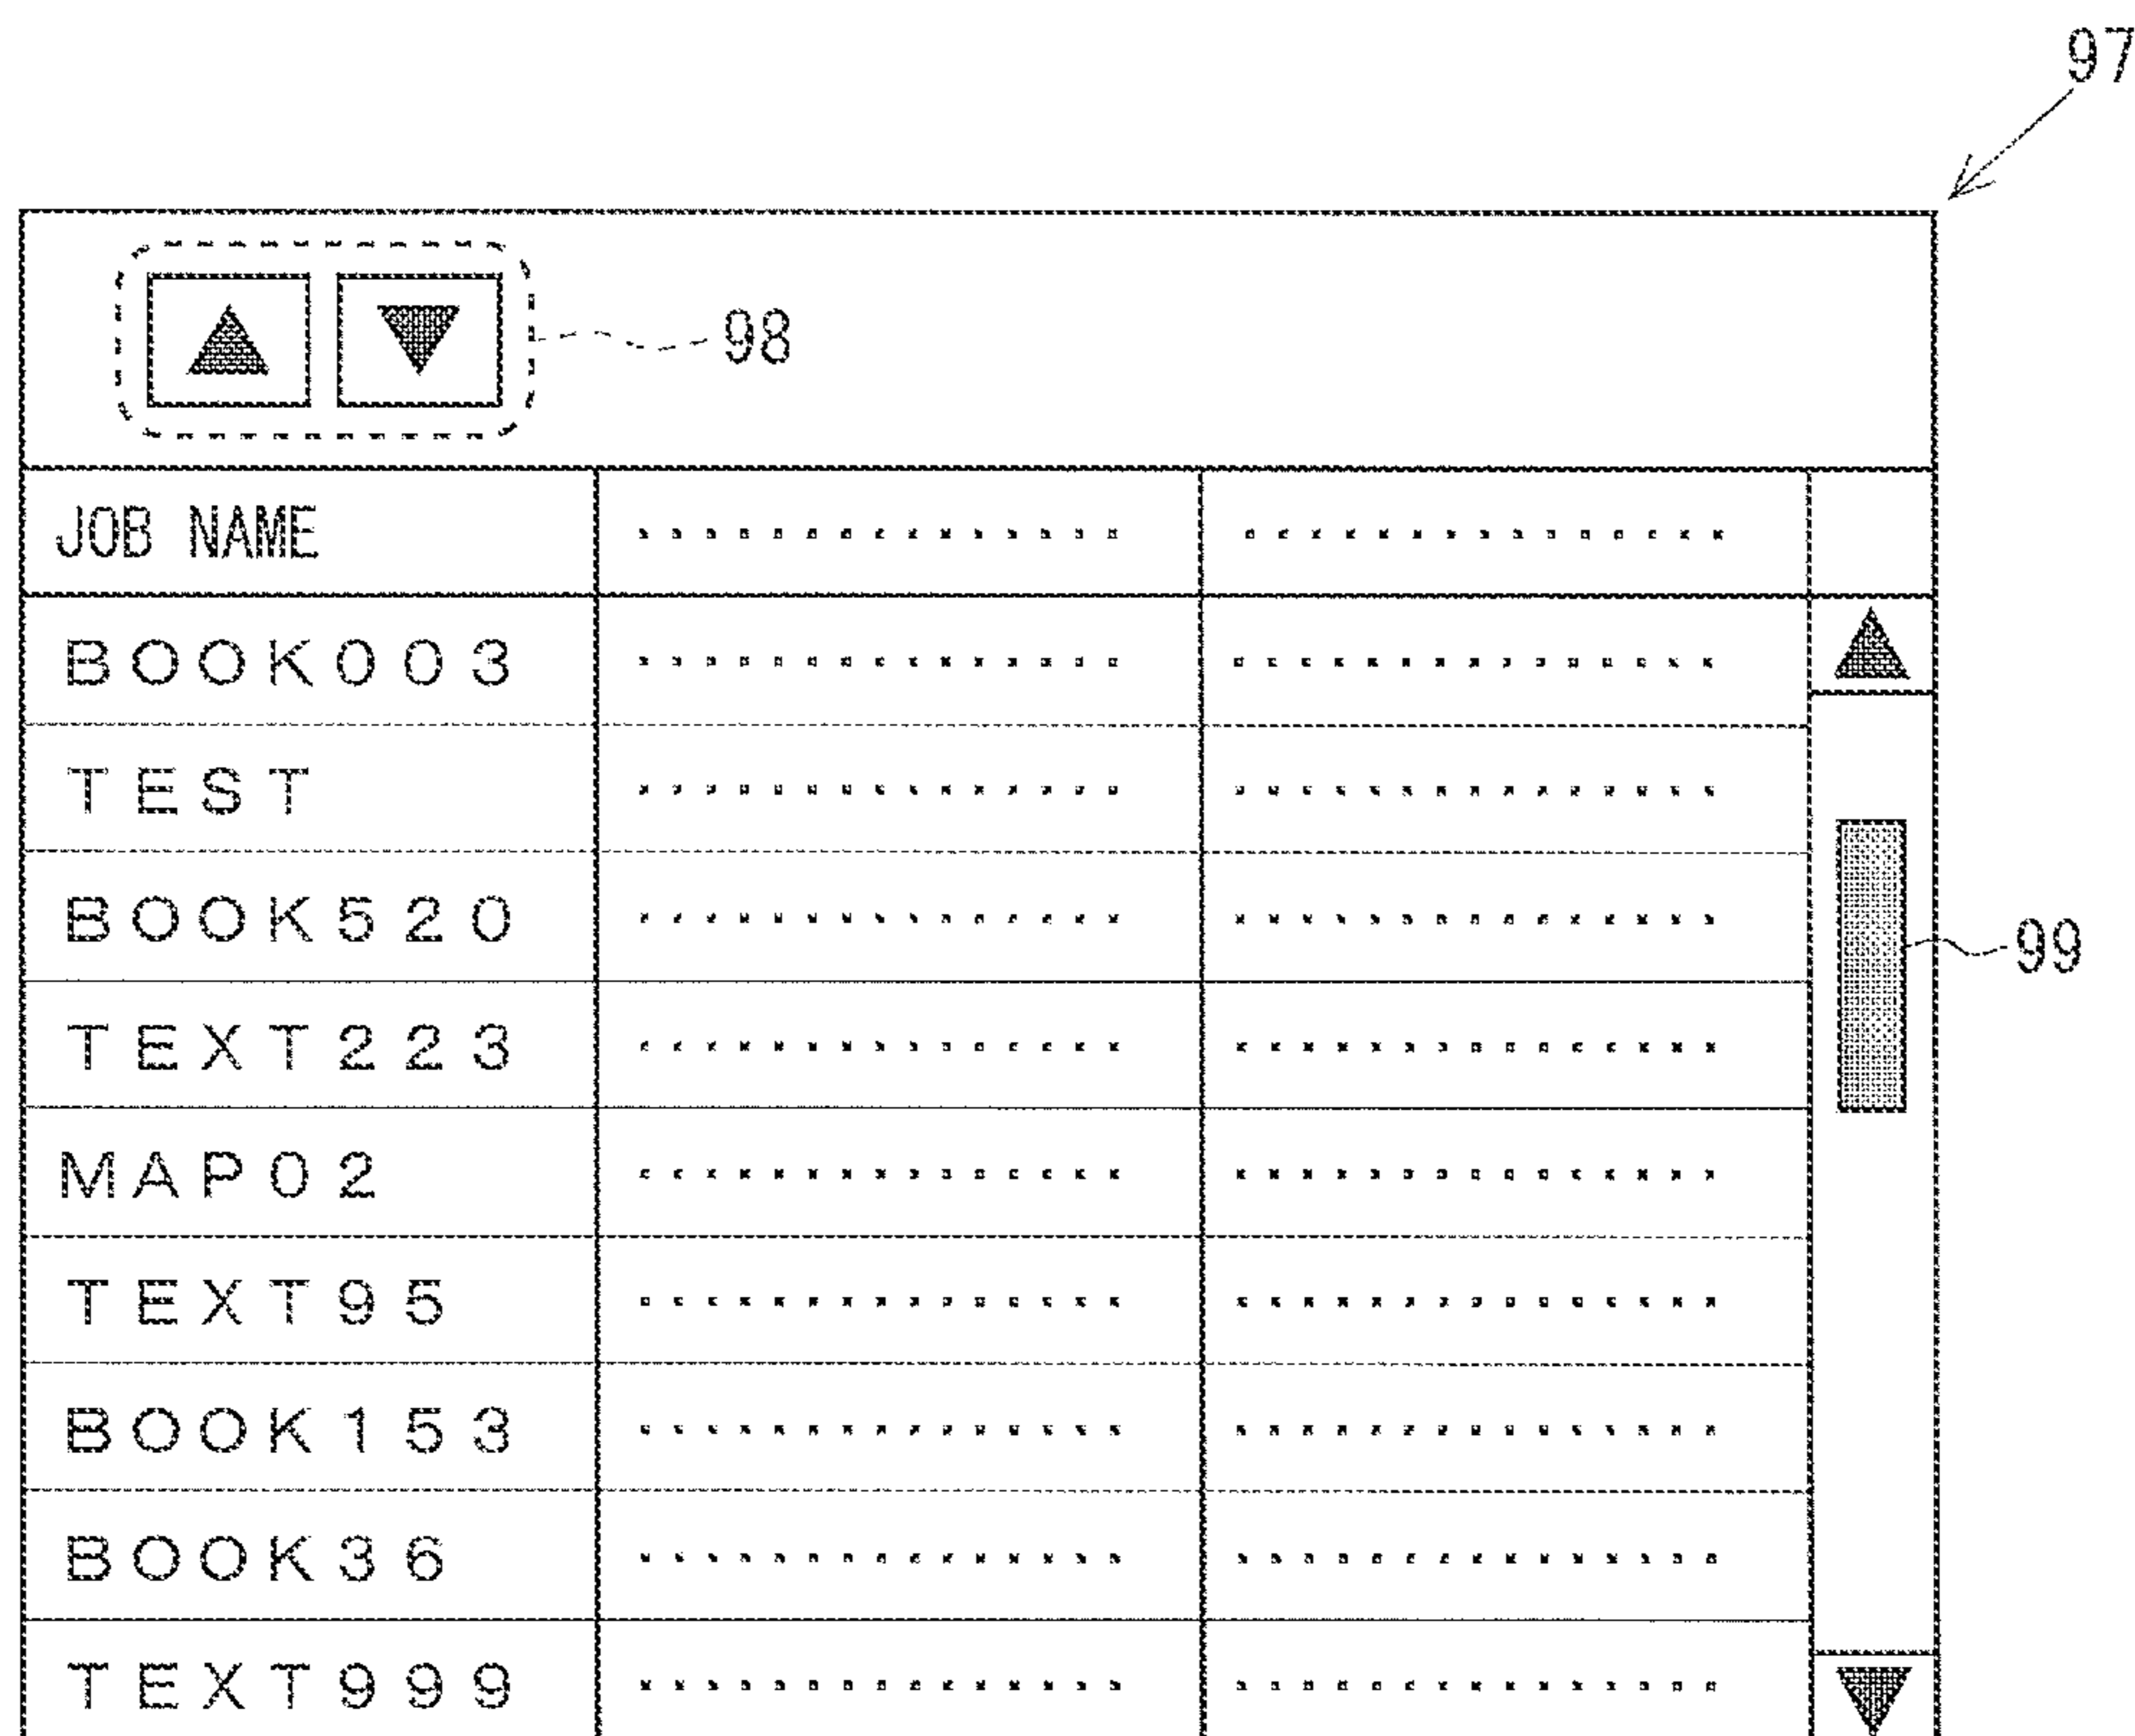 97
98
JOB NAME ・・・・・・・・・・・・・・・ ・・・・・・・・・・・・・・・
BOOK003 ・・・・・・・・・・・・・・・ ・・・・・・・・・・・・・・・
TEST ・・・・・・・・・・・・・・・ ・・・・・・・・・・・・・・・
BOOK520 ・・・・・・・・・・・・・・・ ・・・・・・・・・・・・・・・
99
TEXT223 ・・・・・・・・・・・・・・・ ・・・・・・・・・・・・・・・
MAP02 ・・・・・・・・・・・・・・・ ・・・・・・・・・・・・・・・
TEXT95 ・・・・・・・・・・・・・・・ ・・・・・・・・・・・・・・・
BOOK153 ・・・・・・・・・・・・・・・ ・・・・・・・・・・・・・・・
BOOK36 ・・・・・・・・・・・・・・・ ・・・・・・・・・・・・・・・
TEXT999 ・・・・・・・・・・・・・・・ ・・・・・・・・・・・・・・・